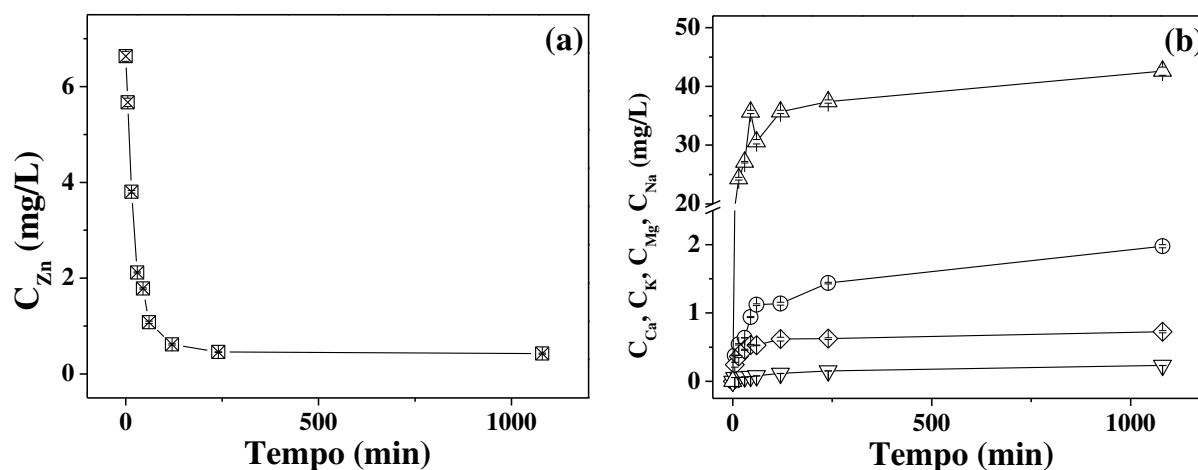 (a)
6
4
2
0
C_Zn (mg/L)
0 500 1000
Tempo (min)
(b)
50
40
30
20
2
1
0
C_Ca, C_K, C_Mg, C_Na (mg/L)
0 500 1000
Tempo (min)